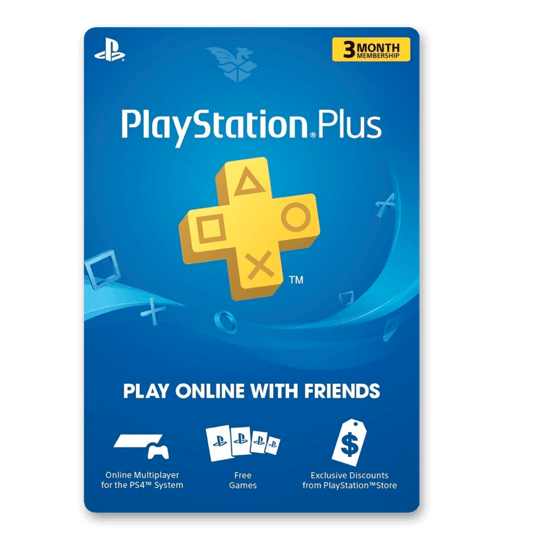 3 MONTH
MEMBERSHIP
PlayStation®Plus
TM
PLAY ONLINE WITH FRIENDS
Online Multiplayer
for the PS4™ System
Free
Games
Exclusive Discounts
from PlayStation™Store